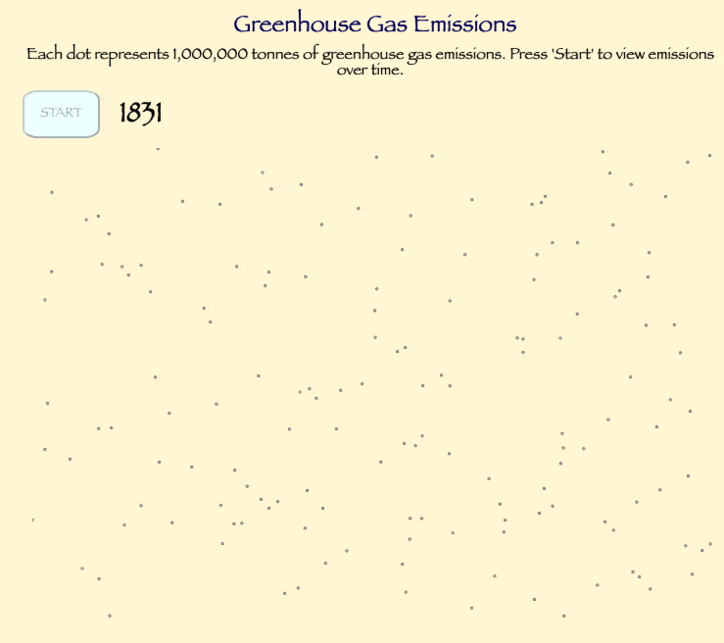 Greenhouse Gas Emissions
Each dot represents 1,000,000 tonnes of greenhouse gas emissions. Press 'Start' to view emissions
over time.
START
1831